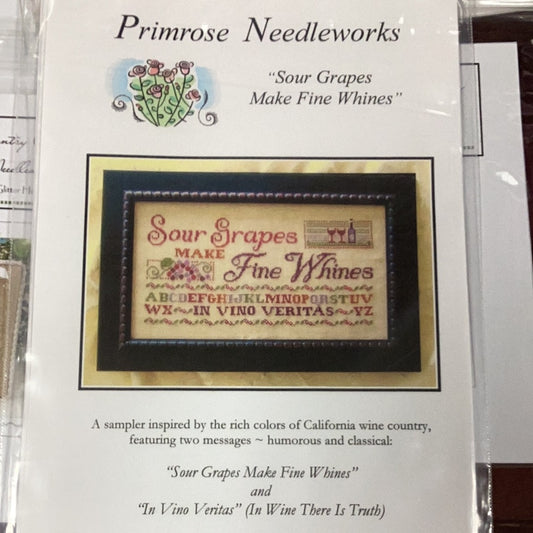 Primrose Needleworks
"Sour Grapes
Make Fine Whines"
Sour Grapes
MAKE
Fine Whines
ABCDEFGHIJKLMNOPQRSTUV
WX~IN VINO VERITAS~YZ
A sampler inspired by the rich colors of California wine country,
featuring two messages ~ humorous and classical:
"Sour Grapes Make Fine Whines"
and
"In Vino Veritas" (In Wine There Is Truth)